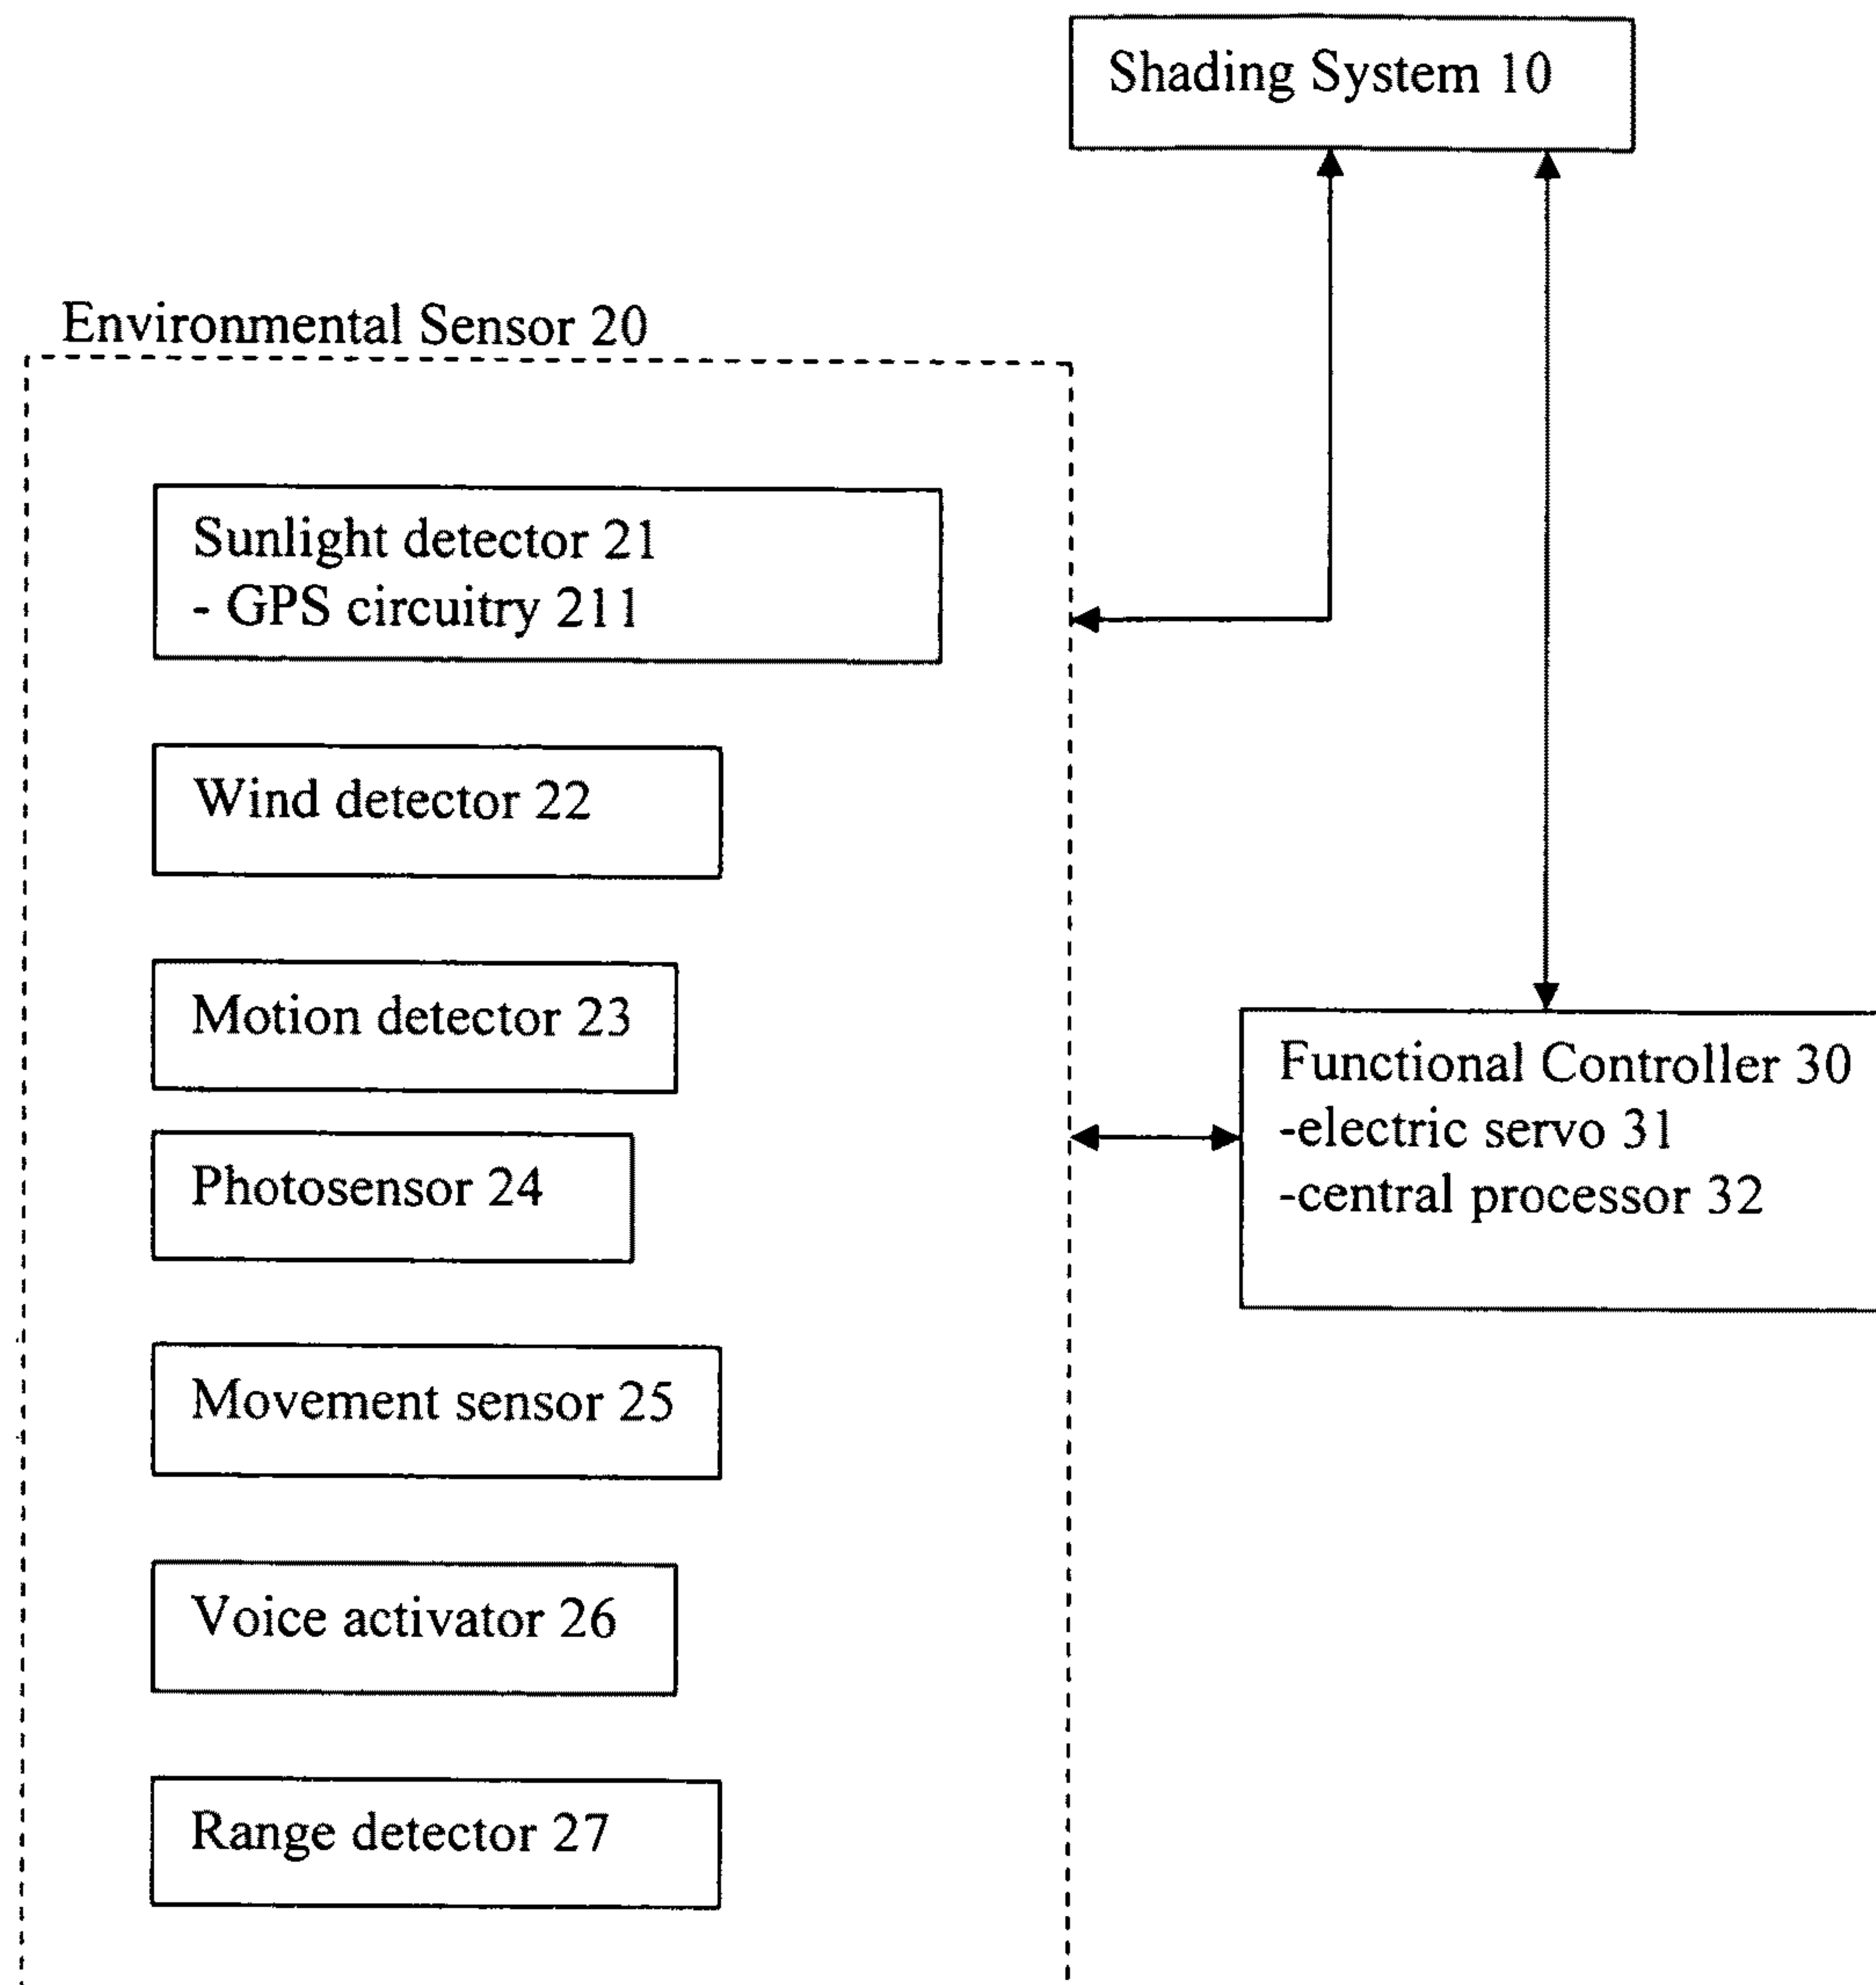 Shading System 10
Environmental Sensor 20
Sunlight detector 21
- GPS circuitry 211
Wind detector 22
Motion detector 23
Functional Controller 30
-electric servo 31
-central processor 32
Photosensor 24
Movement sensor 25
Voice activator 26
Range detector 27